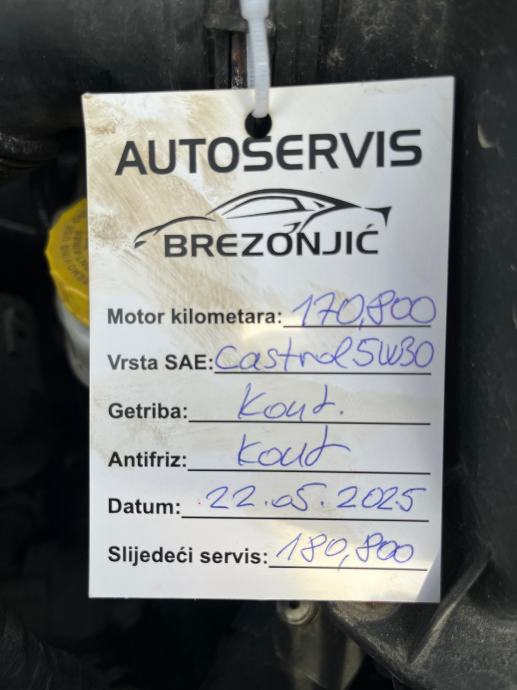 AUTOSERVIS
BREZONJIĆ
Motor kilometara: 170,800
Vrsta SAE: Castrol 5W30
Getriba: Kont.
Antifriz: Kont
Datum: 22.05.2025
Slijedeći servis: 180,800